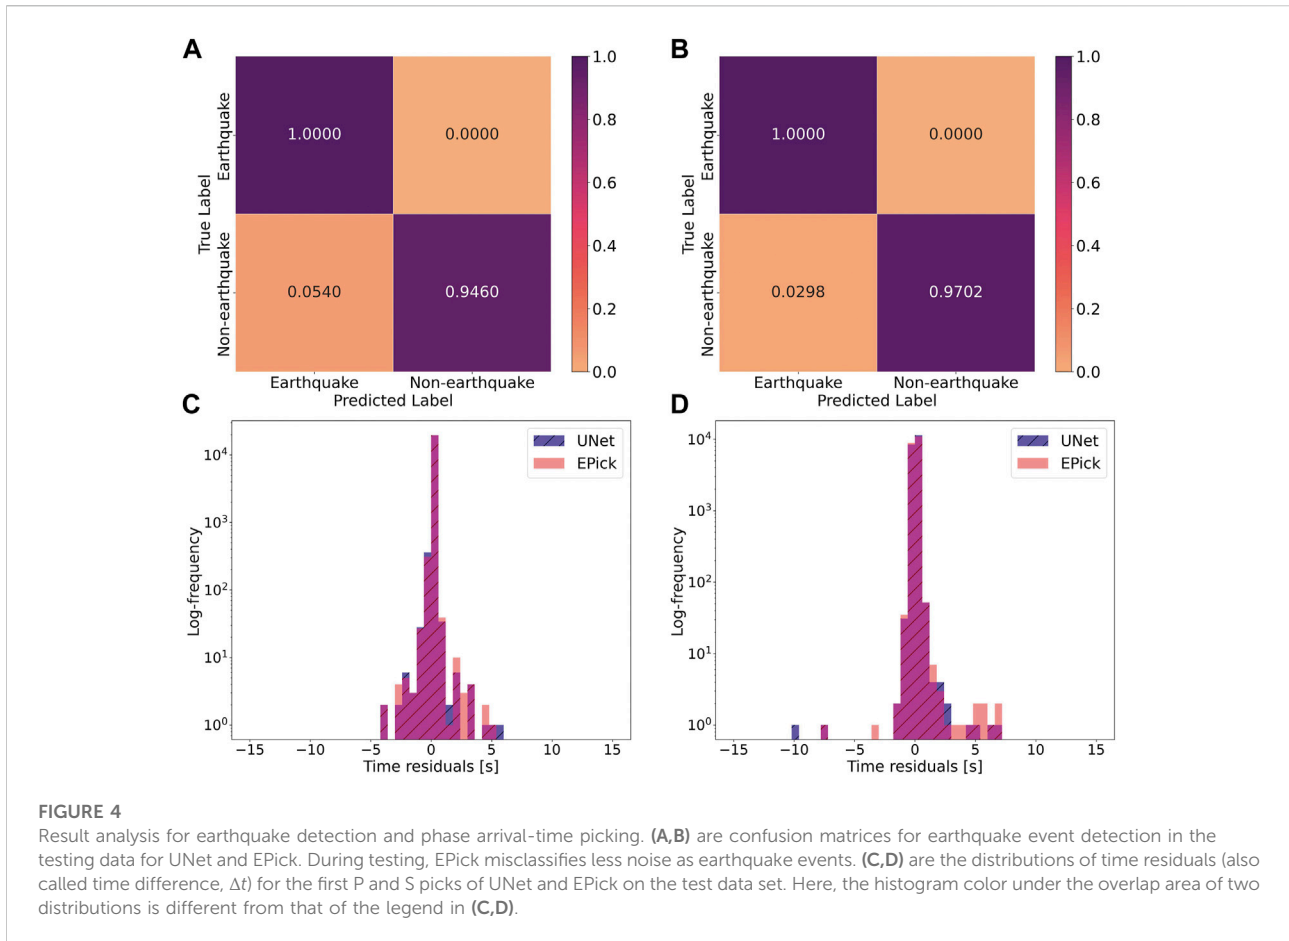 A
1.0000
0.0000
0.0540
0.9460
True Label
Earthquake
Non-earthquake
Earthquake
Non-earthquake
Predicted Label
1.0
0.8
0.6
0.4
0.2
0.0
B
1.0000
0.0000
0.0298
0.9702
True Label
Earthquake
Non-earthquake
Earthquake
Non-earthquake
Predicted Label
1.0
0.8
0.6
0.4
0.2
0.0
C
UNet
EPick
Log-frequency
10⁴
10³
10²
10¹
10⁰
−15
−10
−5
0
5
10
15
Time residuals [s]
D
UNet
EPick
Log-frequency
10⁴
10³
10²
10¹
10⁰
−15
−10
−5
0
5
10
15
Time residuals [s]
FIGURE 4
Result analysis for earthquake detection and phase arrival-time picking. (A,B) are confusion matrices for earthquake event detection in the
testing data for UNet and EPick. During testing, EPick misclassifies less noise as earthquake events. (C,D) are the distributions of time residuals (also
called time difference, Δt) for the first P and S picks of UNet and EPick on the test data set. Here, the histogram color under the overlap area of two
distributions is different from that of the legend in (C,D).